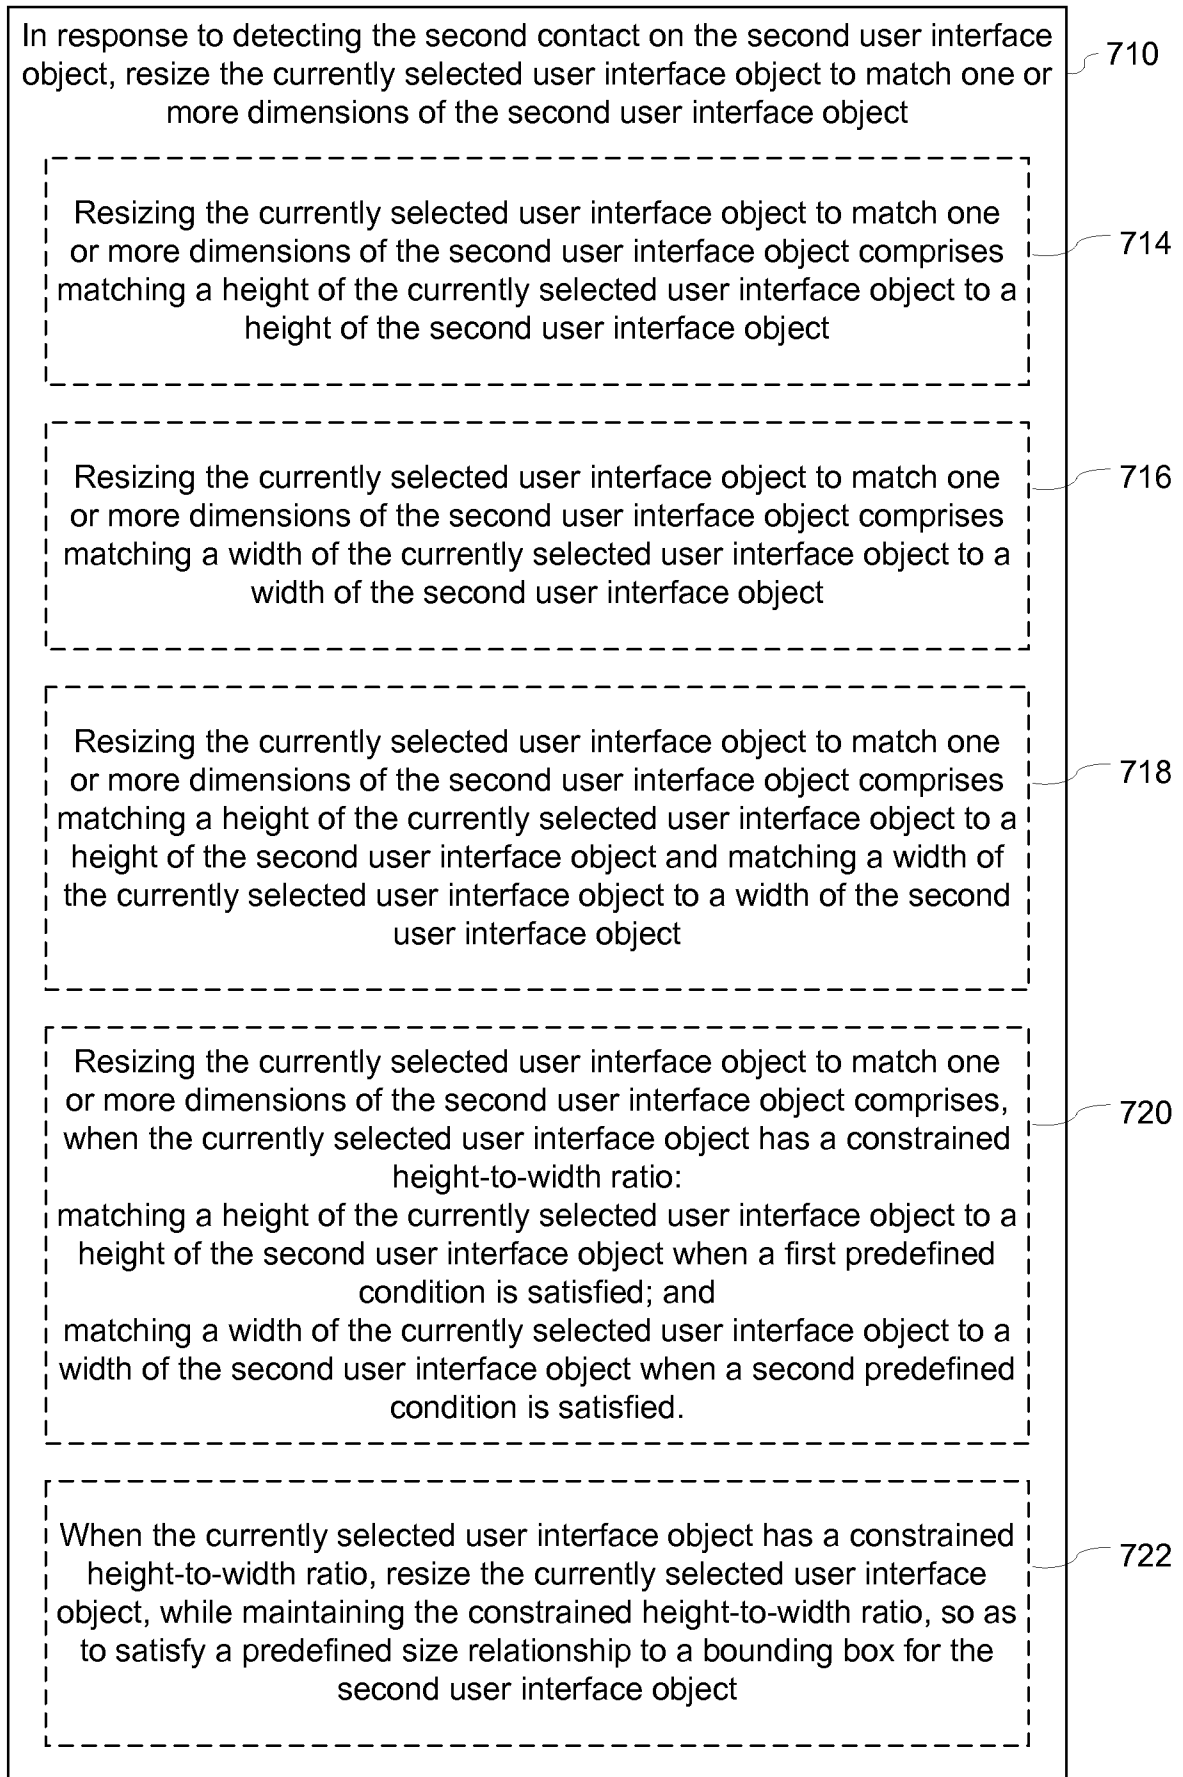 In response to detecting the second contact on the second user interface
object, resize the currently selected user interface object to match one or
more dimensions of the second user interface object
710
Resizing the currently selected user interface object to match one
or more dimensions of the second user interface object comprises
matching a height of the currently selected user interface object to a
height of the second user interface object
714
Resizing the currently selected user interface object to match one
or more dimensions of the second user interface object comprises
matching a width of the currently selected user interface object to a
width of the second user interface object
716
Resizing the currently selected user interface object to match one
or more dimensions of the second user interface object comprises
matching a height of the currently selected user interface object to a
height of the second user interface object and matching a width of
the currently selected user interface object to a width of the second
user interface object
718
Resizing the currently selected user interface object to match one
or more dimensions of the second user interface object comprises,
when the currently selected user interface object has a constrained
height-to-width ratio:
matching a height of the currently selected user interface object to a
height of the second user interface object when a first predefined
condition is satisfied; and
matching a width of the currently selected user interface object to a
width of the second user interface object when a second predefined
condition is satisfied.
720
When the currently selected user interface object has a constrained
height-to-width ratio, resize the currently selected user interface
object, while maintaining the constrained height-to-width ratio, so as
to satisfy a predefined size relationship to a bounding box for the
second user interface object
722